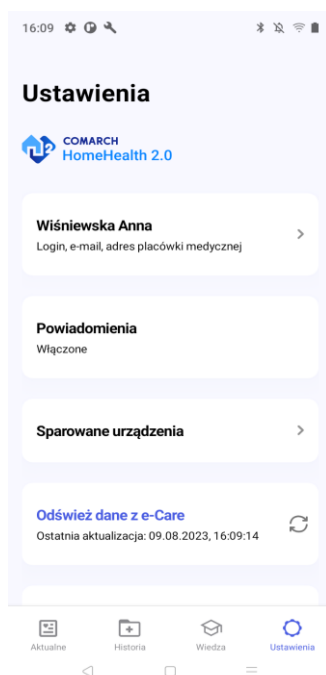 16:09
Ustawienia
COMARCH
HomeHealth 2.0
Wiśniewska Anna
Login, e-mail, adres placówki medycznej
Powiadomienia
Włączone
Sparowane urządzenia
Odśwież dane z e-Care
Ostatnia aktualizacja: 09.08.2023, 16:09:14
Aktualne Historia Wiedza Ustawienia